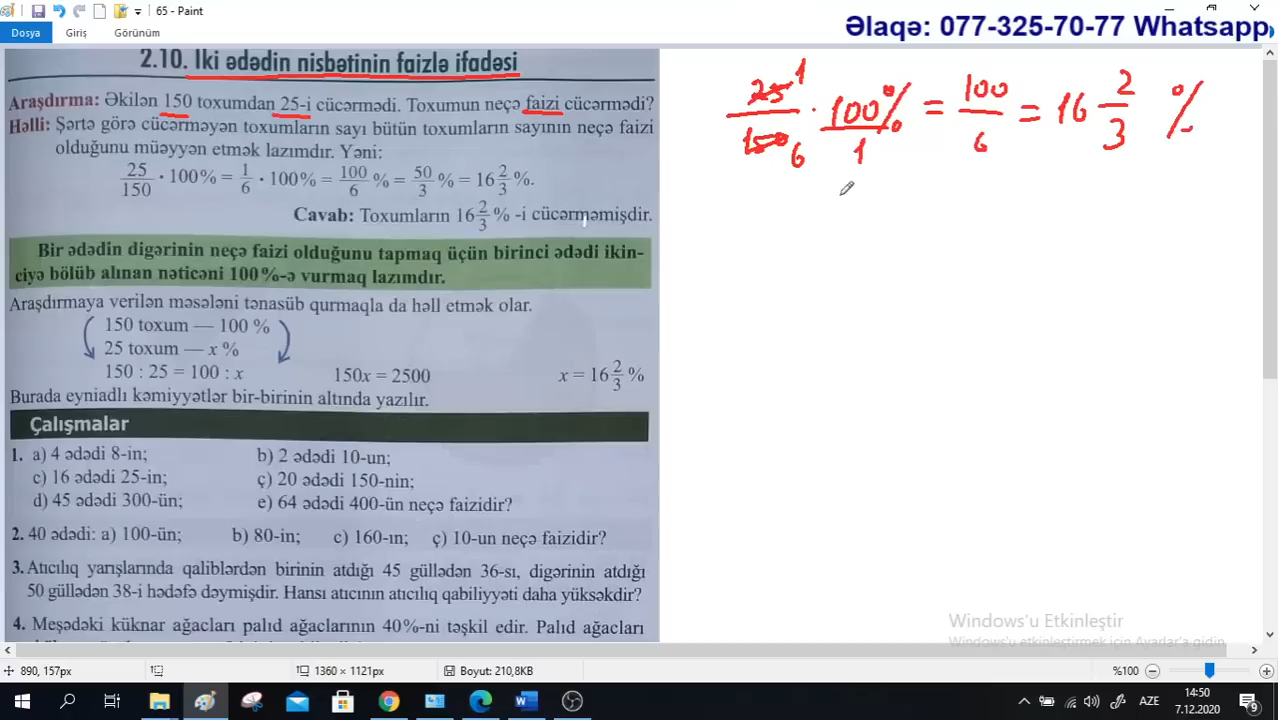 65 - Paint
Dosya Giriş Görünüm
Əlaqə: 077-325-70-77 Whatsapp
2.10. İki ədədin nisbətinin faizlə ifadəsi
Araşdırma: Əkilən 150 toxumdan 25-i cücərmədi. Toxumun neçə faizi cücərmədi?
Həlli: Şərtə görə cücərməyən toxumların sayı bütün toxumların sayının neçə faizi
olduğunu müəyyən etmək lazımdır. Yəni:
25/150 · 100% = 1/6 · 100% = 100/6 % = 50/3 % = 16 2/3 %.
Cavab: Toxumların 16 2/3 % -i cücərməmişdir.
Bir ədədin digərinin neçə faizi olduğunu tapmaq üçün birinci ədədi ikin-
ciyə bölüb alınan nəticəni 100%-ə vurmaq lazımdır.
Araşdırmaya verilən məsələni tənasüb qurmaqla da həll etmək olar.
150 toxum — 100 %
25 toxum — x %
150 : 25 = 100 : x 150x = 2500 x = 16 2/3 %
Burada eyniadlı kəmiyyətlər bir-birinin altında yazılır.
Çalışmalar
1. a) 4 ədədi 8-in; b) 2 ədədi 10-un;
c) 16 ədədi 25-in; ç) 20 ədədi 150-nin;
d) 45 ədədi 300-ün; e) 64 ədədi 400-ün neçə faizidir?
2. 40 ədədi: a) 100-ün; b) 80-in; c) 160-ın; ç) 10-un neçə faizidir?
3. Atıcılıq yarışlarında qaliblərdən birinin atdığı 45 güllədən 36-sı, digərinin atdığı
50 güllədən 38-i hədəfə dəymişdir. Hansı atıcının atıcılıq qabiliyyəti daha yüksəkdir?
4. Meşədəki küknar ağacları palıd ağaclarının 40%-ni təşkil edir. Palıd ağacları
25 1/150 6 · 100%/1 = 100/6 = 16 2/3 %
Windows'u Etkinleştir
Windows'u etkinleştirmek için Ayarlar'a gidin
890, 157px 1360 × 1121px Boyut: 210,8KB %100
AZE 14:50
7.12.2020
9